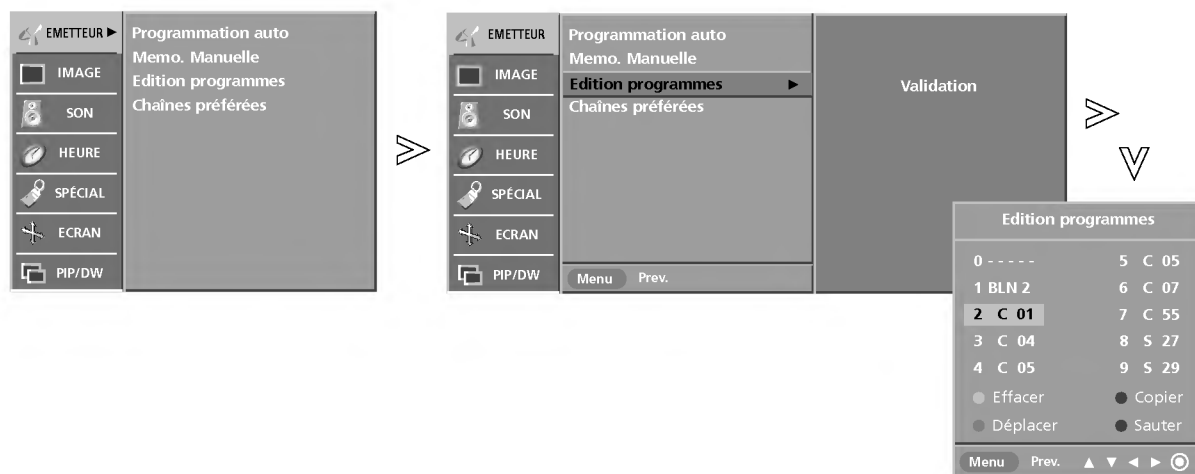 EMETTEUR ▶
IMAGE
SON
HEURE
SPÉCIAL
ECRAN
PIP/DW
Programmation auto
Memo. Manuelle
Edition programmes
Chaînes préférées
EMETTEUR
IMAGE
SON
HEURE
SPÉCIAL
ECRAN
PIP/DW
Programmation auto
Memo. Manuelle
Edition programmes ▶
Chaînes préférées
Menu Prev.
Validation
Edition programmes
0 - - - - - 5 C 05
1 BLN 2 6 C 07
2 C 01 7 C 55
3 C 04 8 S 27
4 C 05 9 S 29
Effacer Copier
Déplacer Sauter
Menu Prev. ▲ ▼ ◀ ▶